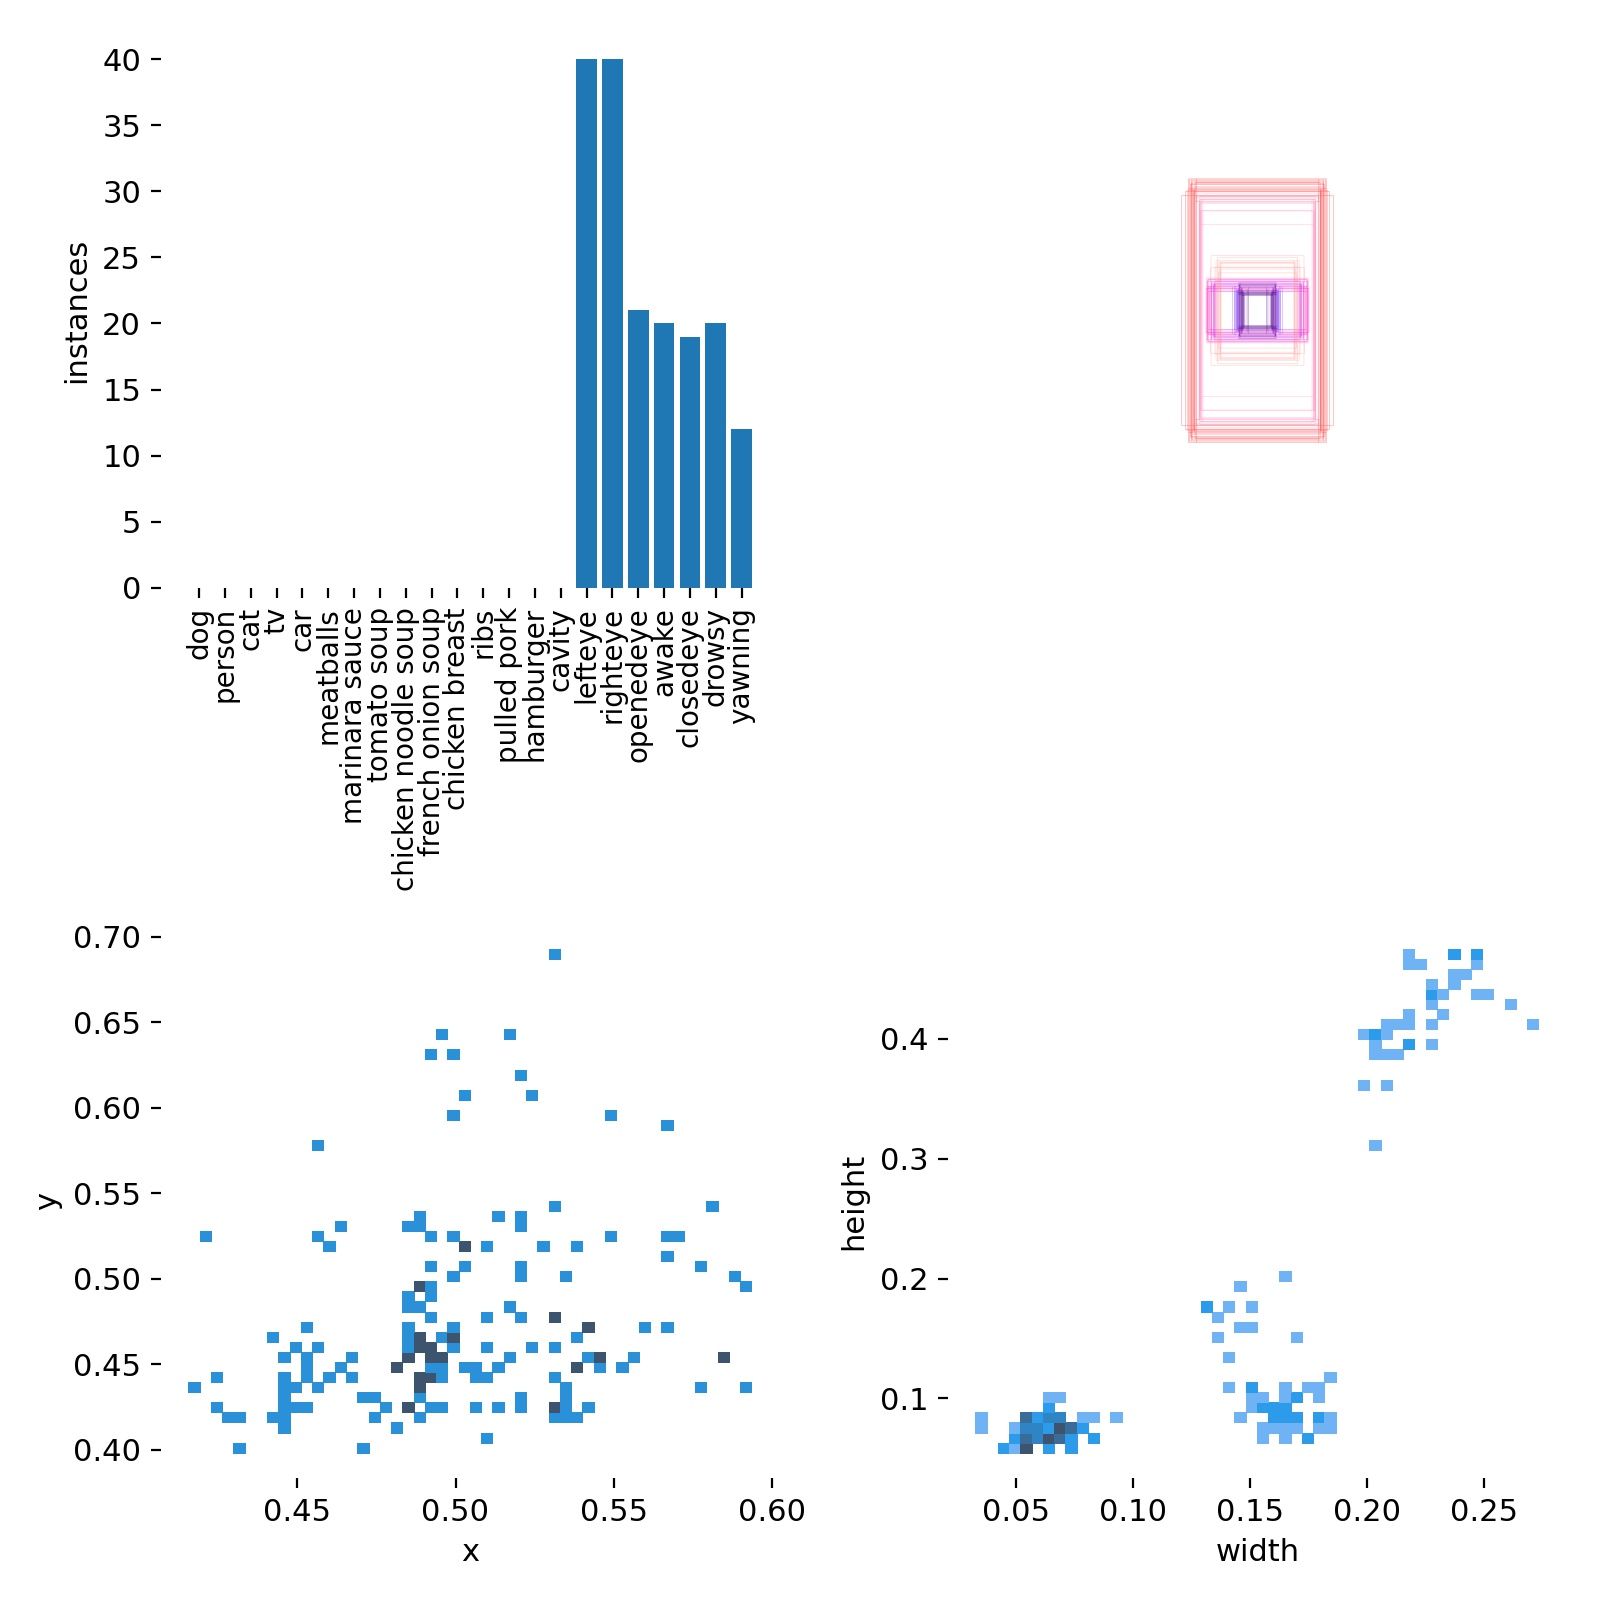 40
35
30
25
20
15
10
5
0
instances
dog
person
cat
tv
car
meatballs
marinara sauce
tomato soup
chicken noodle soup
french onion soup
chicken breast
ribs
pulled pork
hamburger
cavity
lefteye
righteye
openedeye
awake
closedeye
drowsy
yawning
0.70
0.65
0.60
0.55
0.50
0.45
0.40
y
0.45 0.50 0.55 0.60
x
0.4
0.3
0.2
0.1
height
0.05 0.10 0.15 0.20 0.25
width